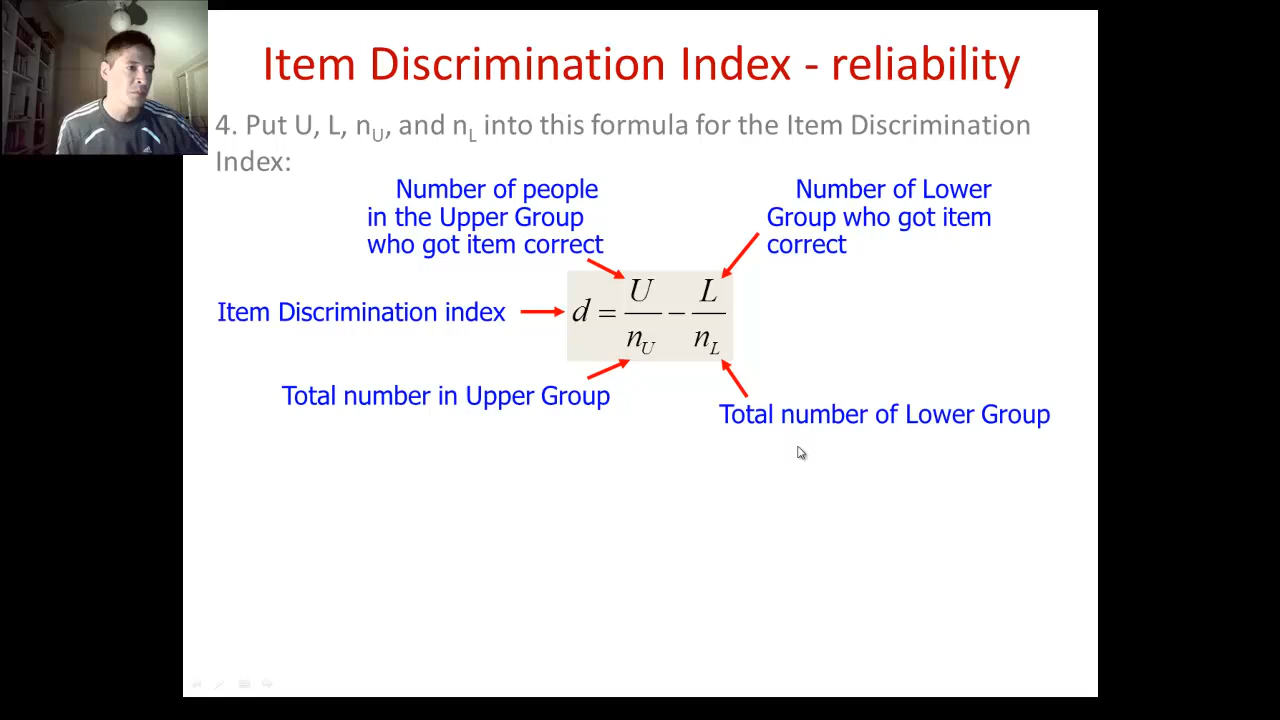 Item Discrimination Index - reliability
4. Put U, L, nU, and nL into this formula for the Item Discrimination
Index:
Number of people
in the Upper Group
who got item correct
Number of Lower
Group who got item
correct
Item Discrimination index
d = U/nU − L/nL
Total number in Upper Group
Total number of Lower Group